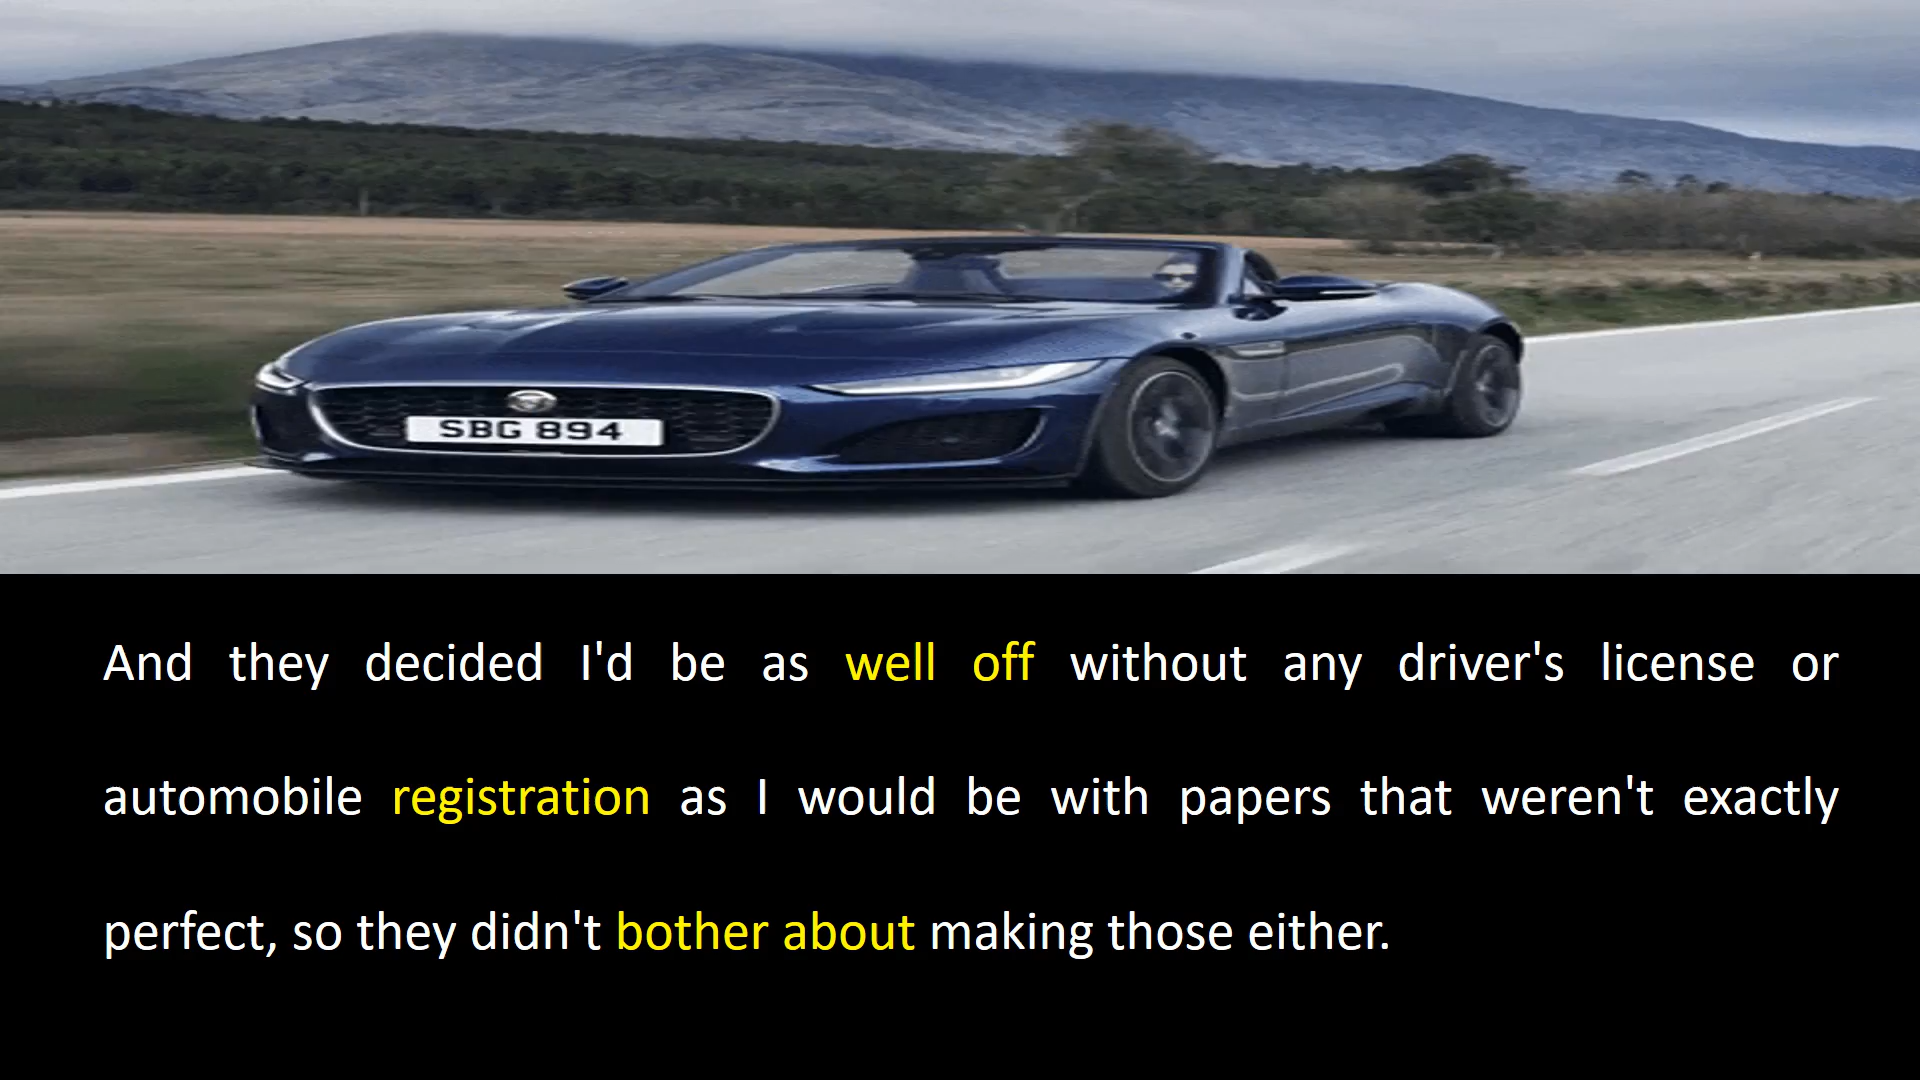 SBG 894
And they decided I'd be as well off without any driver's license or
automobile registration as I would be with papers that weren't exactly
perfect, so they didn't bother about making those either.